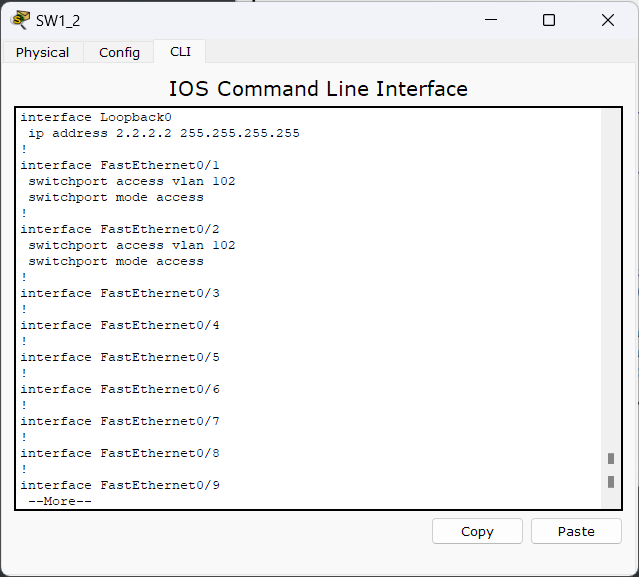 SW1_2
Physical Config CLI
IOS Command Line Interface
interface Loopback0
 ip address 2.2.2.2 255.255.255.255
!
interface FastEthernet0/1
 switchport access vlan 102
 switchport mode access
!
interface FastEthernet0/2
 switchport access vlan 102
 switchport mode access
!
interface FastEthernet0/3
!
interface FastEthernet0/4
!
interface FastEthernet0/5
!
interface FastEthernet0/6
!
interface FastEthernet0/7
!
interface FastEthernet0/8
!
interface FastEthernet0/9
 --More--
Copy Paste